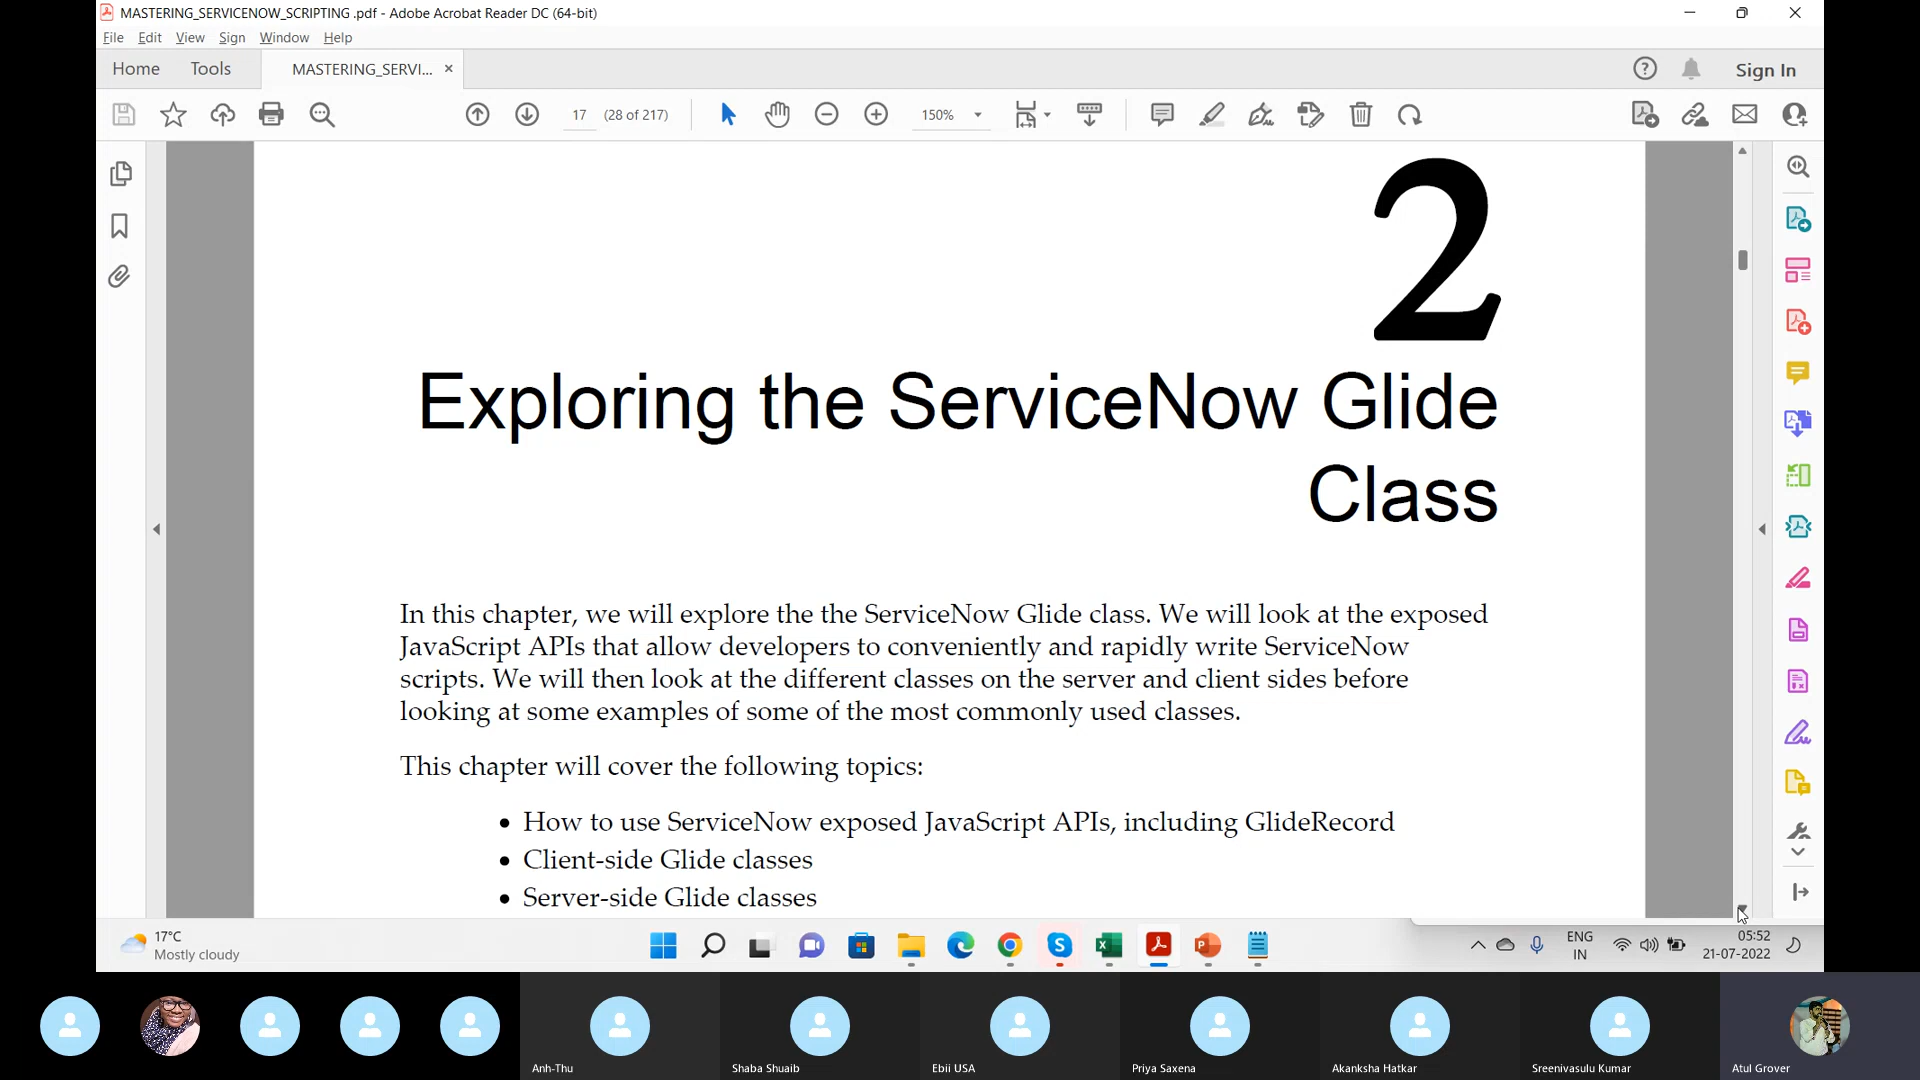 MASTERING_SERVICENOW_SCRIPTING .pdf - Adobe Acrobat Reader DC (64-bit)
File Edit View Sign Window Help
Home Tools MASTERING_SERVI... × Sign In
17 (28 of 217) 150%
2
Exploring the ServiceNow Glide
Class
In this chapter, we will explore the the ServiceNow Glide class. We will look at the exposed
JavaScript APIs that allow developers to conveniently and rapidly write ServiceNow
scripts. We will then look at the different classes on the server and client sides before
looking at some examples of some of the most commonly used classes.
This chapter will cover the following topics:
• How to use ServiceNow exposed JavaScript APIs, including GlideRecord
• Client-side Glide classes
• Server-side Glide classes
17°C
Mostly cloudy
ENG
IN
05:52
21-07-2022
Anh-Thu Shaba Shuaib Ebii USA Priya Saxena Akanksha Hatkar Sreenivasulu Kumar Atul Grover